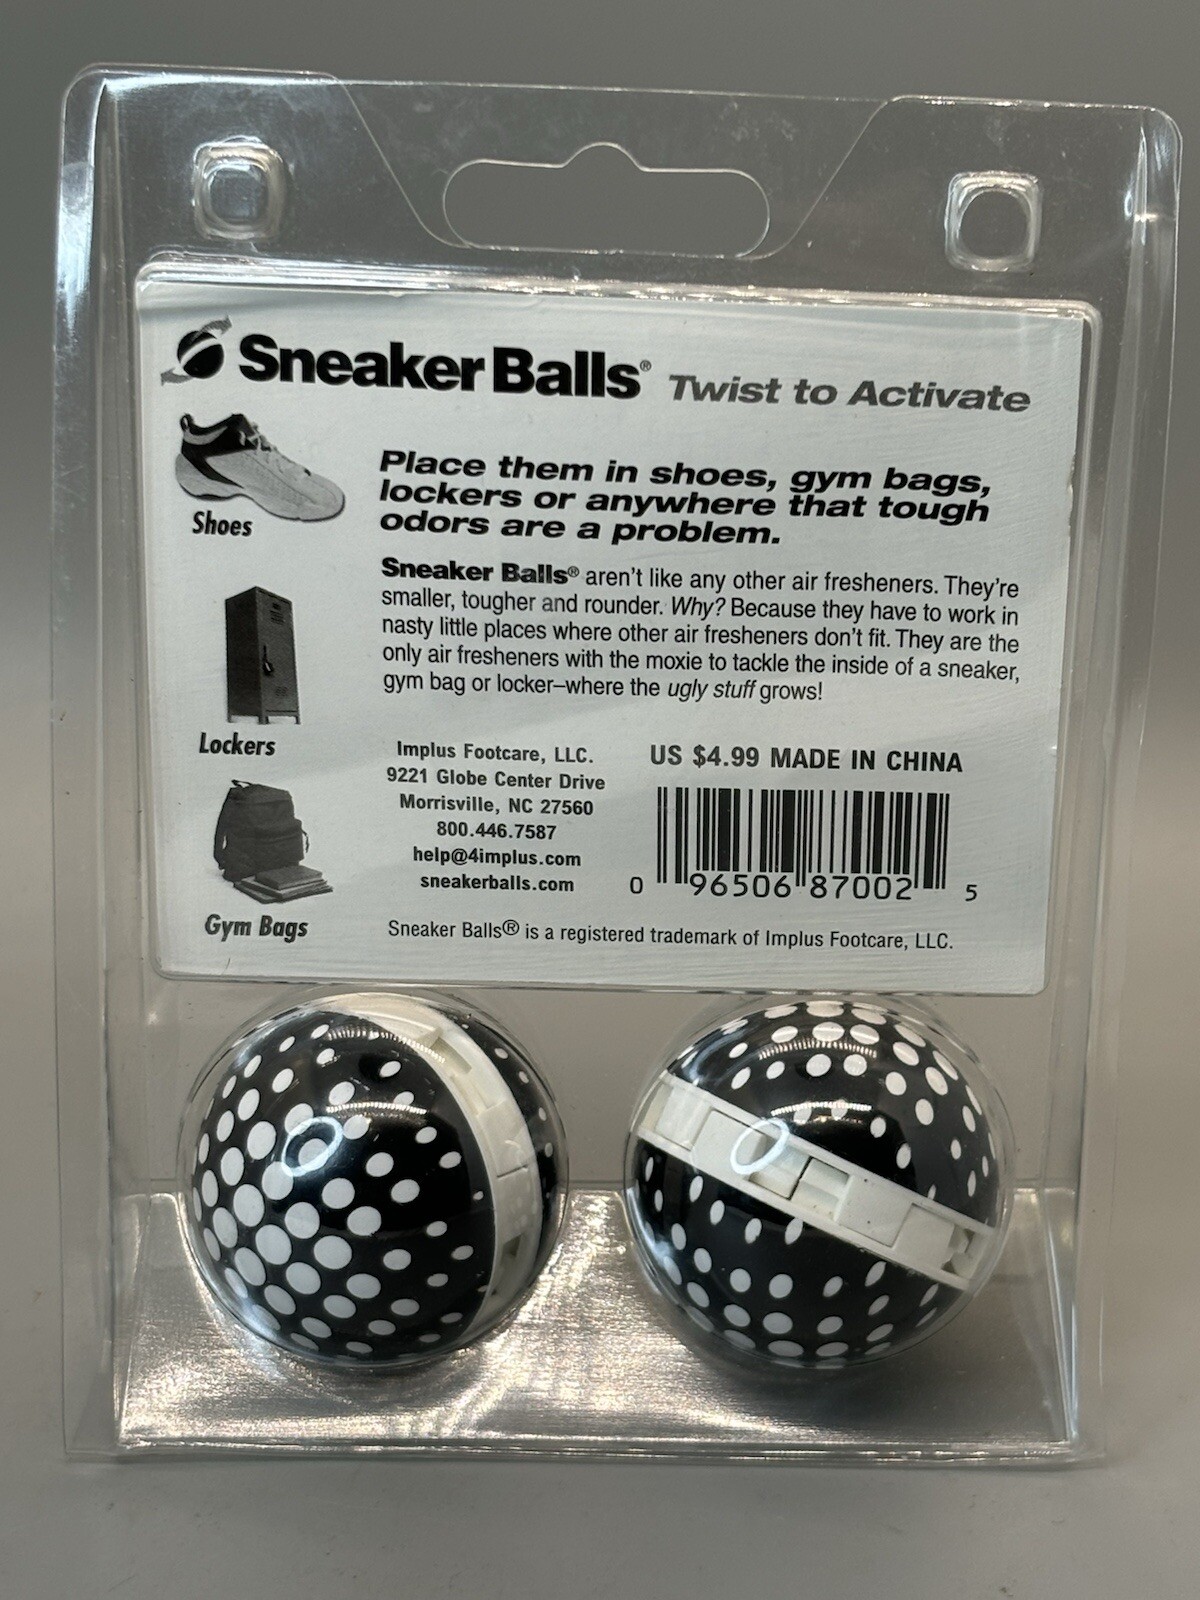 Sneaker Balls® Twist to Activate
Shoes
Place them in shoes, gym bags,
lockers or anywhere that tough
odors are a problem.
Sneaker Balls® aren't like any other air fresheners. They're
smaller, tougher and rounder. Why? Because they have to work in
nasty little places where other air fresheners don't fit. They are the
only air fresheners with the moxie to tackle the inside of a sneaker,
gym bag or locker–where the ugly stuff grows!
Lockers
Implus Footcare, LLC.
9221 Globe Center Drive
Morrisville, NC 27560
800.446.7587
help@4implus.com
sneakerballs.com
US $4.99 MADE IN CHINA
0 96506 87002 5
Gym Bags
Sneaker Balls® is a registered trademark of Implus Footcare, LLC.